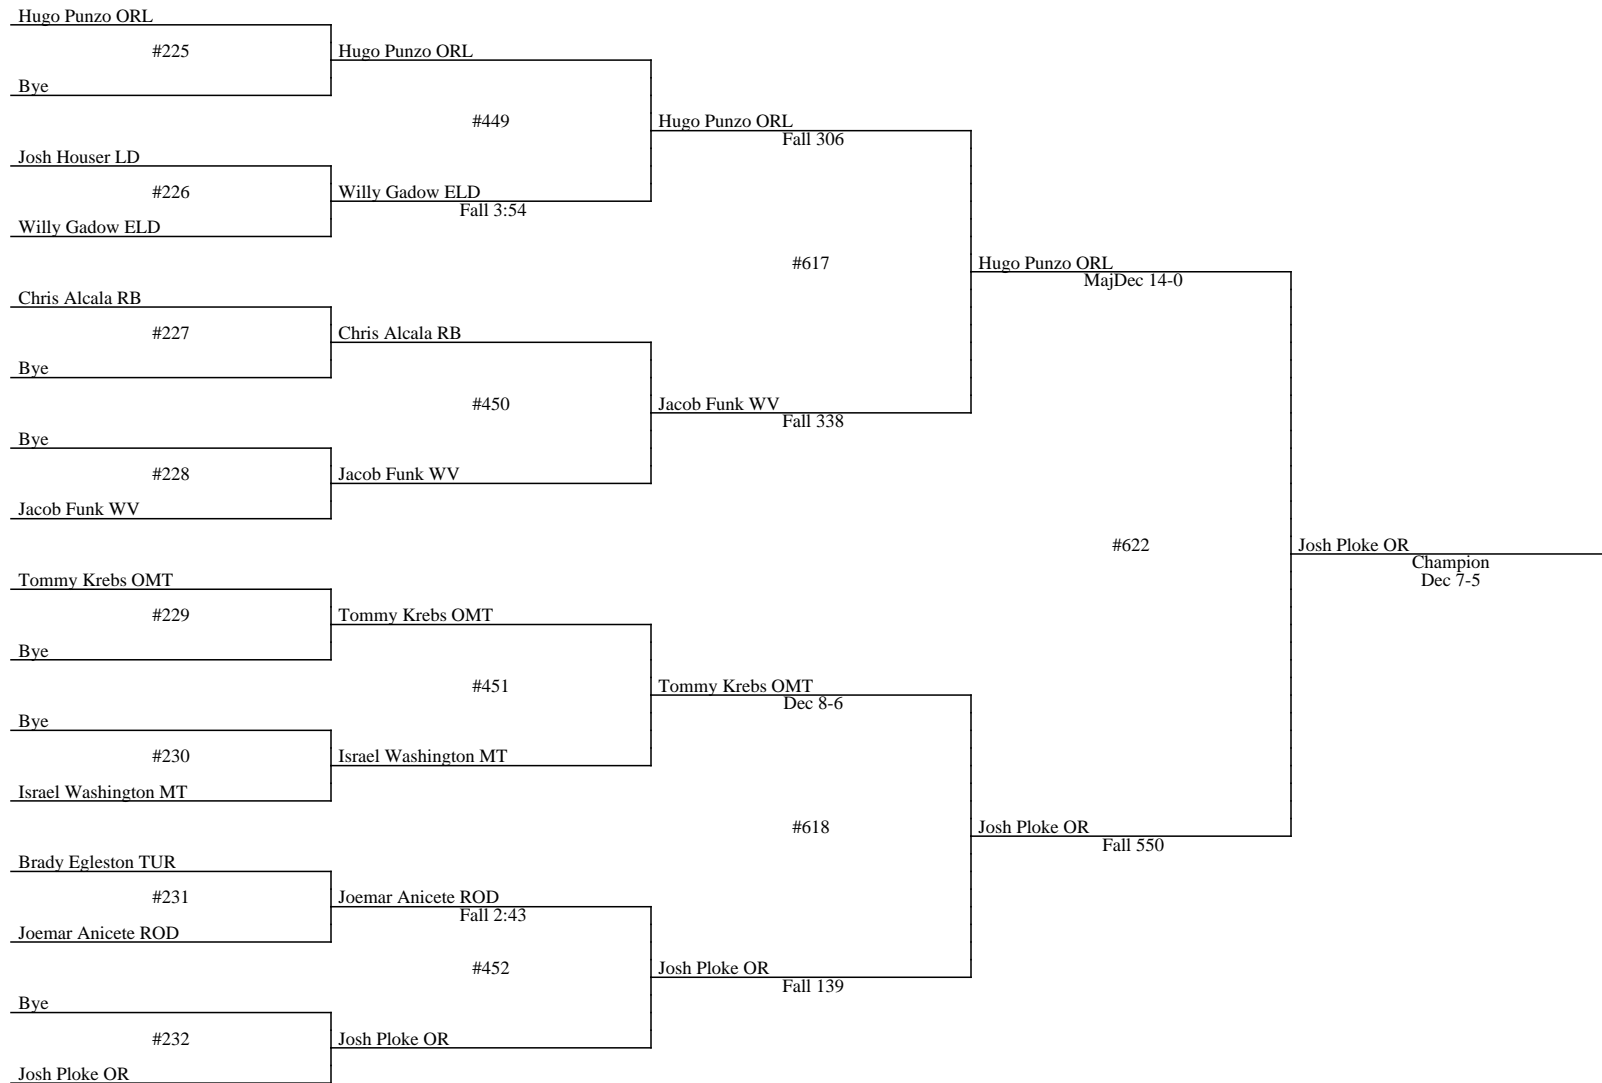 Hugo Punzo ORL
#225
Bye
Josh Houser LD
#226
Willy Gadow ELD
Chris Alcala RB
#227
Bye
Bye
#228
Jacob Funk WV
Tommy Krebs OMT
#229
Bye
Bye
#230
Israel Washington MT
Brady Egleston TUR
#231
Joemar Anicete ROD
Bye
#232
Josh Ploke OR
Hugo Punzo ORL
#449
Willy Gadow ELD
Fall 3:54
Chris Alcala RB
#450
Jacob Funk WV
Tommy Krebs OMT
#451
Israel Washington MT
Joemar Anicete ROD
Fall 2:43
#452
Josh Ploke OR
Hugo Punzo ORL
Fall 306
#617
Jacob Funk WV
Fall 338
Tommy Krebs OMT
Dec 8-6
#618
Josh Ploke OR
Fall 139
Hugo Punzo ORL
MajDec 14-0
#622
Josh Ploke OR
Fall 550
Josh Ploke OR
Champion
Dec 7-5